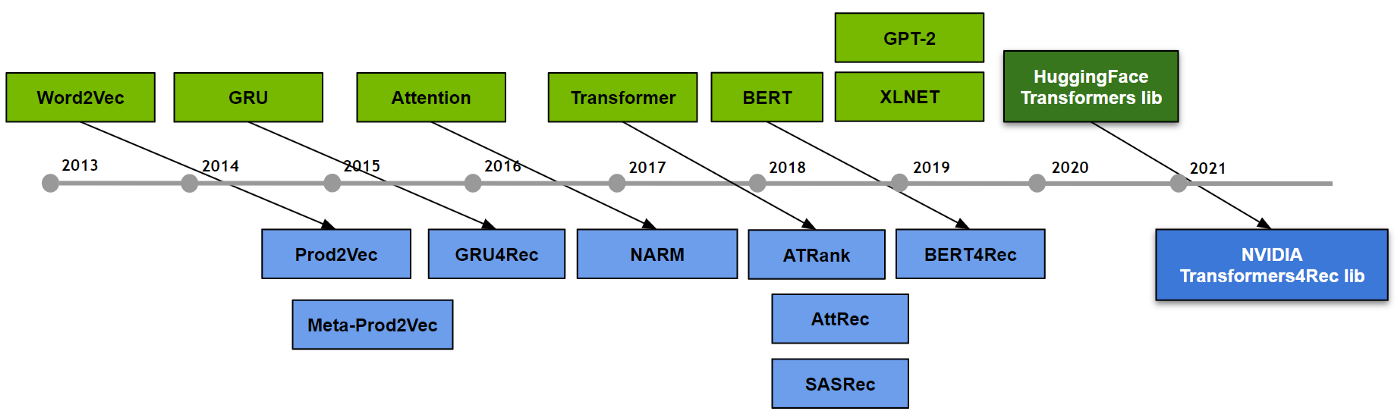 GPT-2
HuggingFace
Transformers lib
Word2Vec
GRU
Attention
Transformer
BERT
XLNET
2013
2014
2015
2016
2017
2018
2019
2020
2021
Prod2Vec
GRU4Rec
NARM
ATRank
BERT4Rec
NVIDIA
Transformers4Rec lib
Meta-Prod2Vec
AttRec
SASRec